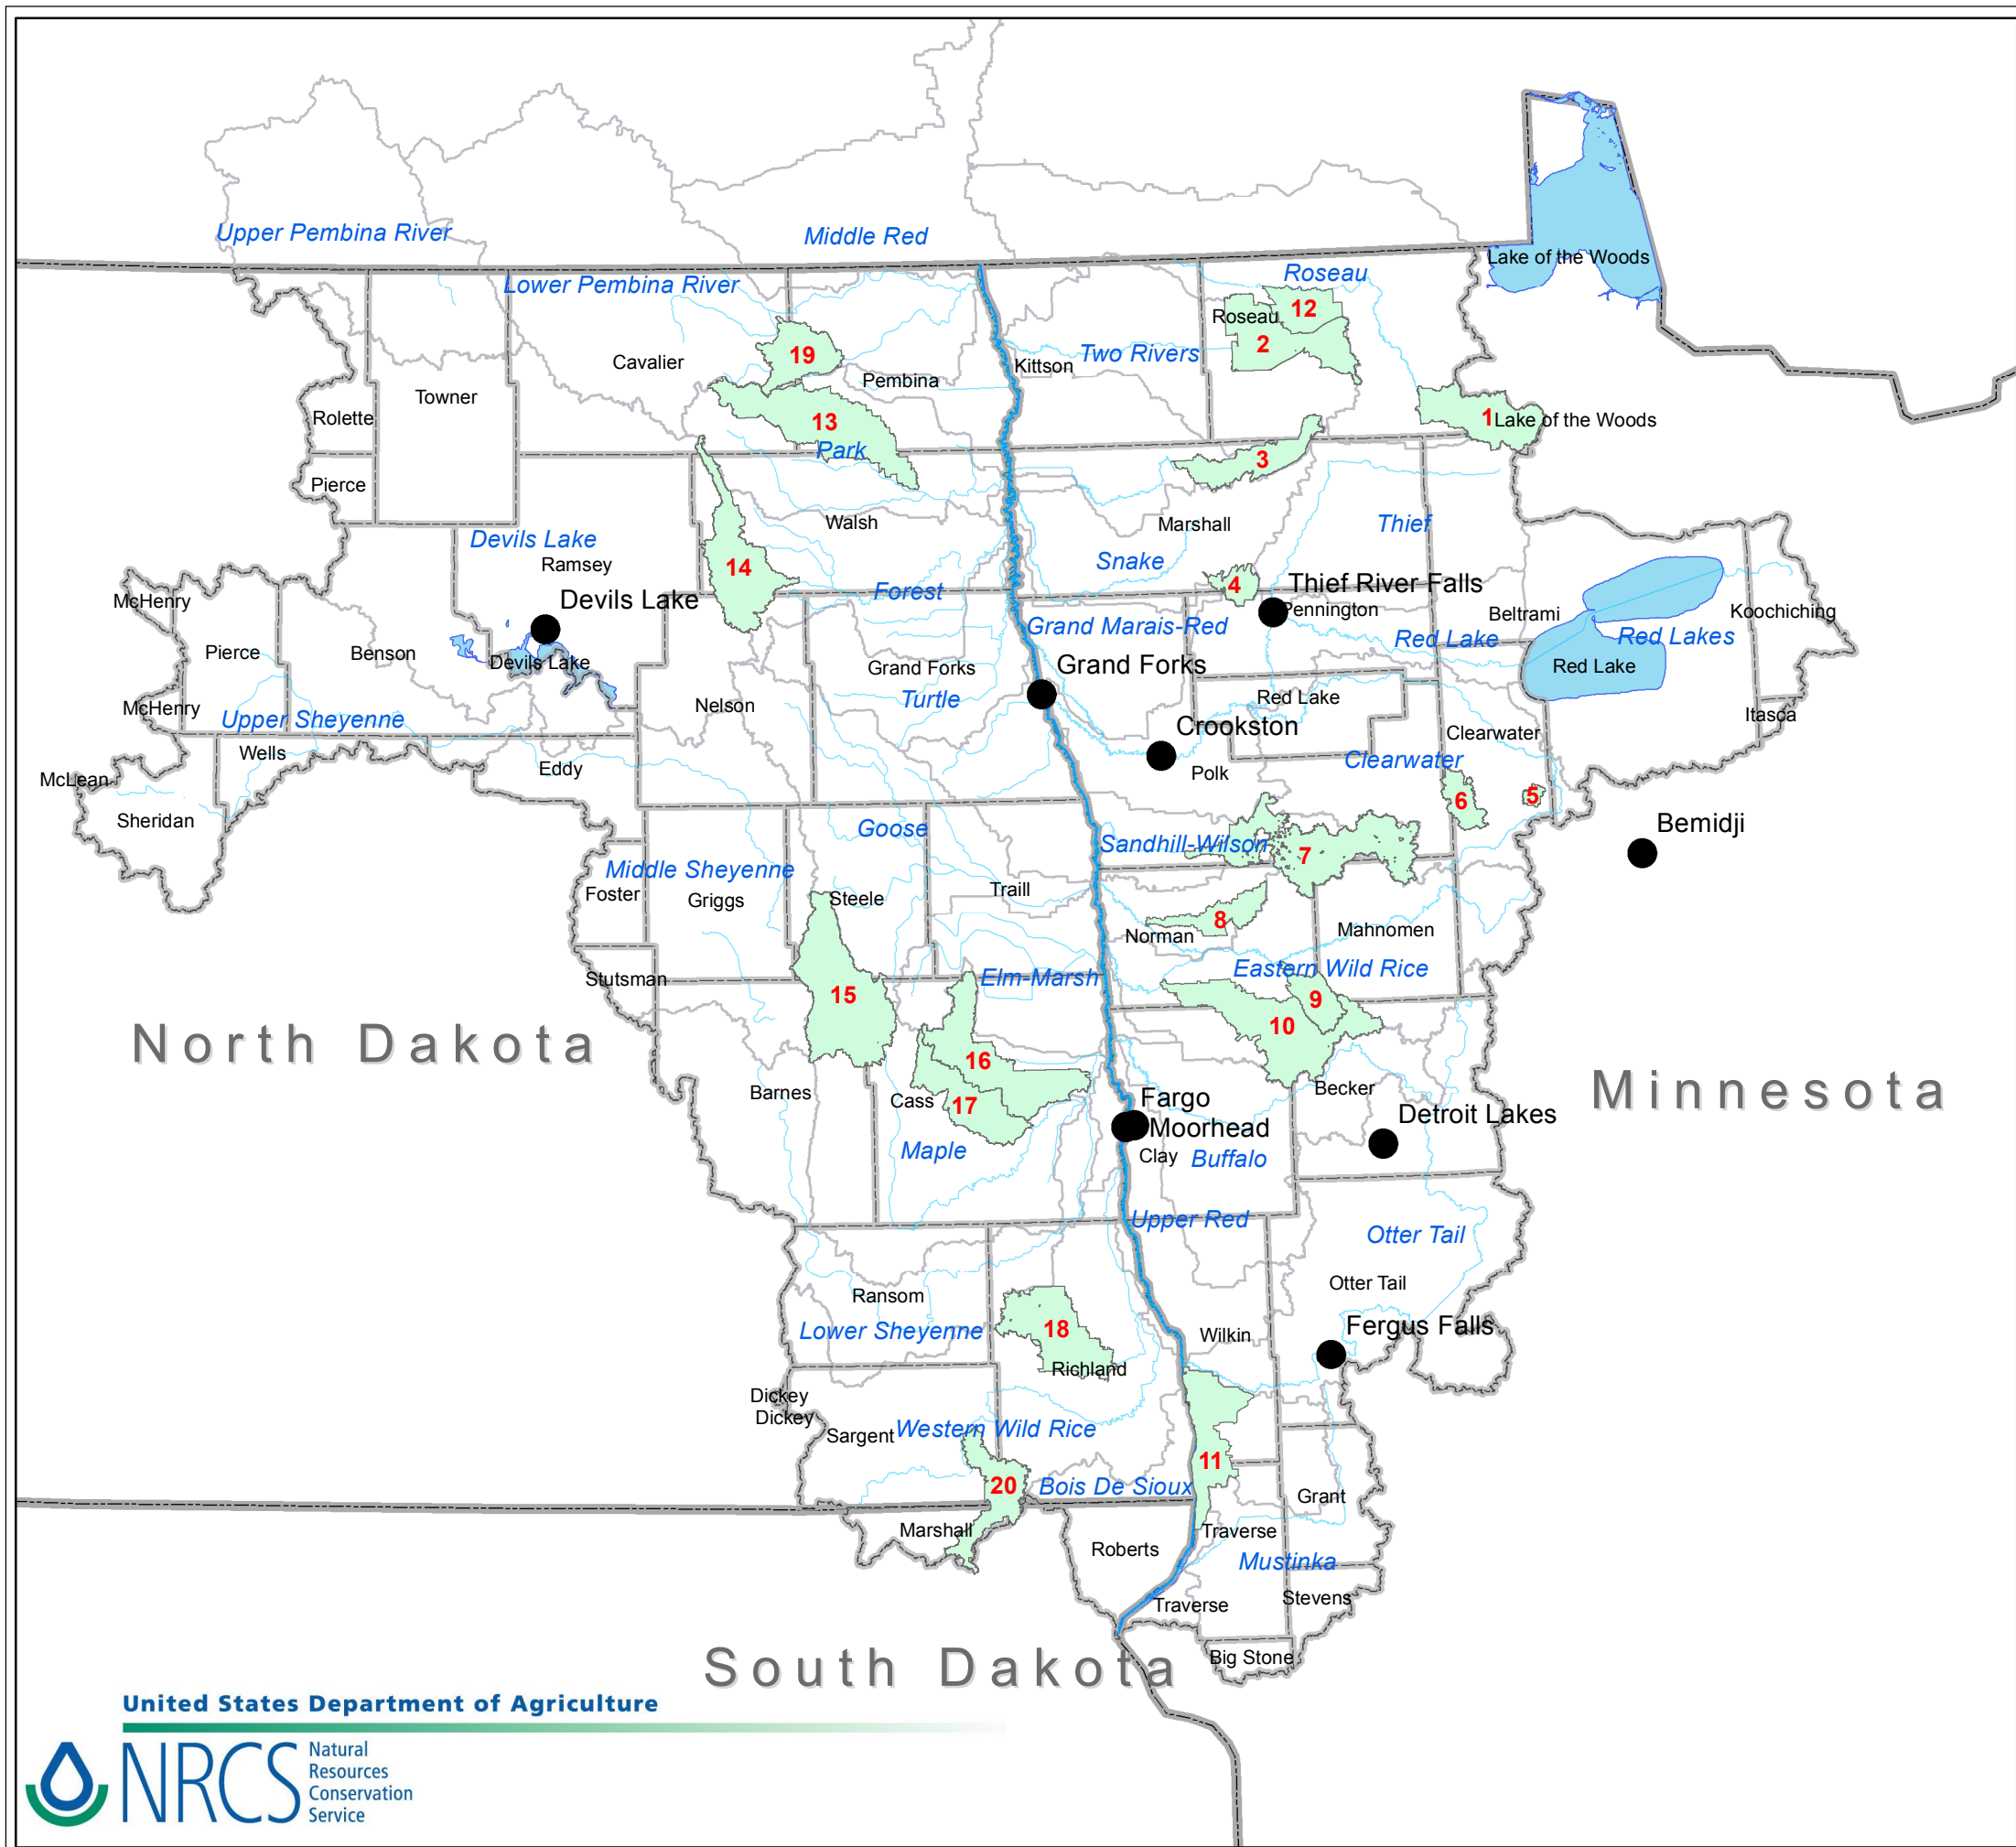 Upper Pembina River
Middle Red
Lake of the Woods
Roseau
Lower Pembina River
12
Roseau
2
19
Two Rivers
Cavalier
Kittson
Pembina
Towner
Rolette
13
1
Lake of the Woods
Park
3
Pierce
Walsh
Marshall
Thief
Devils Lake
Ramsey
Snake
14
4
Thief River Falls
Forest
Devils Lake
McHenry
Pennington
Beltrami
Koochiching
Grand Marais-Red
Red Lake
Red Lakes
Pierce
Benson
Devils Lake
Grand Forks
Grand Forks
Red Lake
Turtle
Nelson
Red Lake
McHenry
Upper Sheyenne
Itasca
Crookston
Clearwater
Wells
Clearwater
Eddy
Polk
McLean
6
5
Sheridan
Goose
Bemidji
Sandhill-Wilson
7
Middle Sheyenne
Foster
Griggs
Steele
Traill
8
Norman
Mahnomen
Eastern Wild Rice
Stutsman
Elm-Marsh
15
9
10
North Dakota
16
Minnesota
Barnes
Cass
17
Becker
Fargo
Moorhead
Detroit Lakes
Maple
Clay
Buffalo
Upper Red
Otter Tail
Otter Tail
Ransom
Lower Sheyenne
18
Wilkin
Fergus Falls
Richland
Dickey
Dickey
Sargent
Western Wild Rice
11
20
Bois De Sioux
Grant
Marshall
Traverse
Roberts
Mustinka
Traverse
Stevens
South Dakota
Big Stone
United States Department of Agriculture
NRCS
Natural
Resources
Conservation
Service